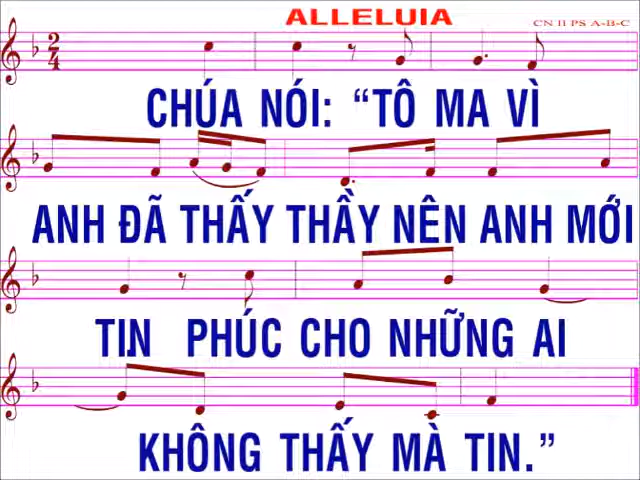 ALLELUIA
CN II PS A-B-C
CHÚA NÓI: “TÔ MA VÌ
ANH ĐÃ THẤY THẦY NÊN ANH MỚI
TIN. PHÚC CHO NHỮNG AI
KHÔNG THẤY MÀ TIN.”